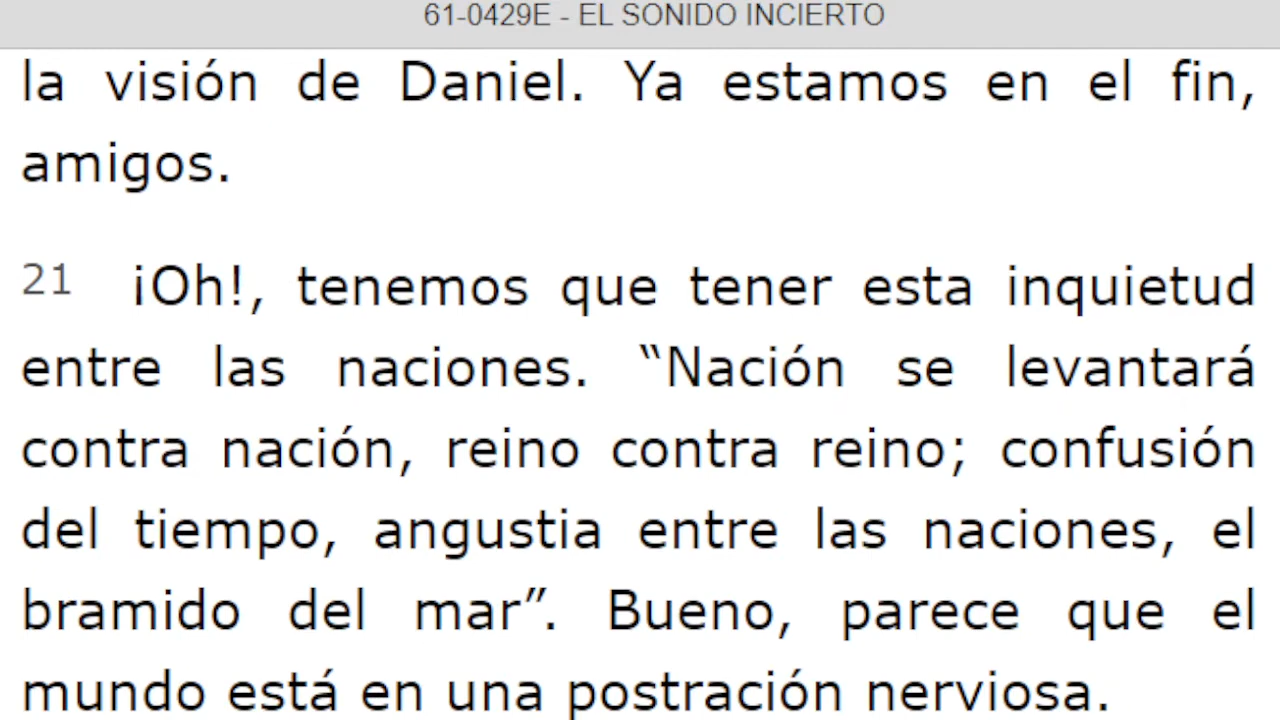 61-0429E - EL SONIDO INCIERTO
la visión de Daniel. Ya estamos en el fin,
amigos.
21 ¡Oh!, tenemos que tener esta inquietud
entre las naciones. “Nación se levantará
contra nación, reino contra reino; confusión
del tiempo, angustia entre las naciones, el
bramido del mar”. Bueno, parece que el
mundo está en una postración nerviosa.